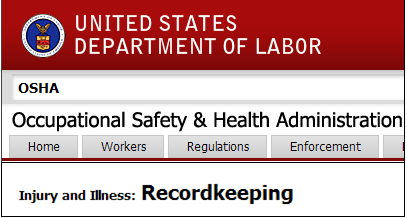 UNITED STATES
DEPARTMENT OF LABOR
OSHA
Occupational Safety & Health Administration
Home Workers Regulations Enforcement
Injury and Illness: Recordkeeping